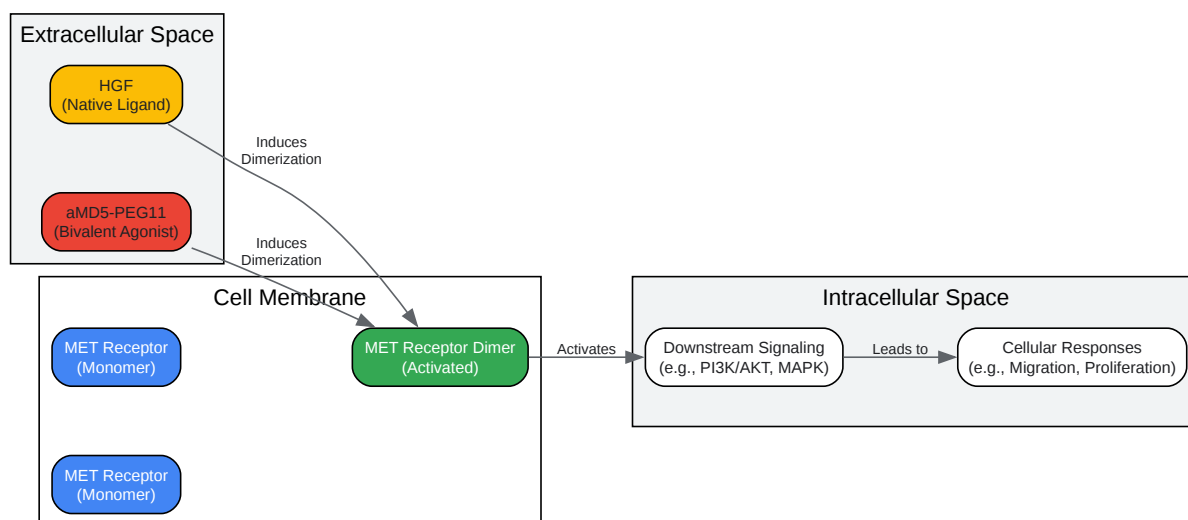 Extracellular Space
HGF
(Native Ligand)
Induces
Dimerization
aMD5-PEG11
(Bivalent Agonist)
Induces
Dimerization
Cell Membrane
MET Receptor
(Monomer)
MET Receptor Dimer
(Activated)
MET Receptor
(Monomer)
Activates
Intracellular Space
Downstream Signaling
(e.g., PI3K/AKT, MAPK)
Leads to
Cellular Responses
(e.g., Migration, Proliferation)